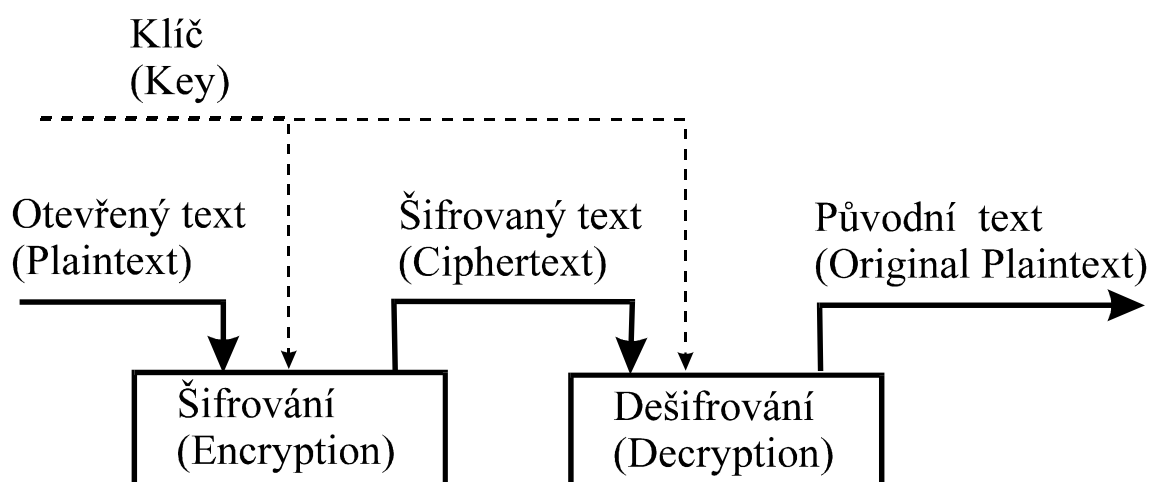 Klíč
(Key)
Otevřený text
(Plaintext)
Šifrovaný text
(Ciphertext)
Původní text
(Original Plaintext)
Šifrování
(Encryption)
Dešifrování
(Decryption)